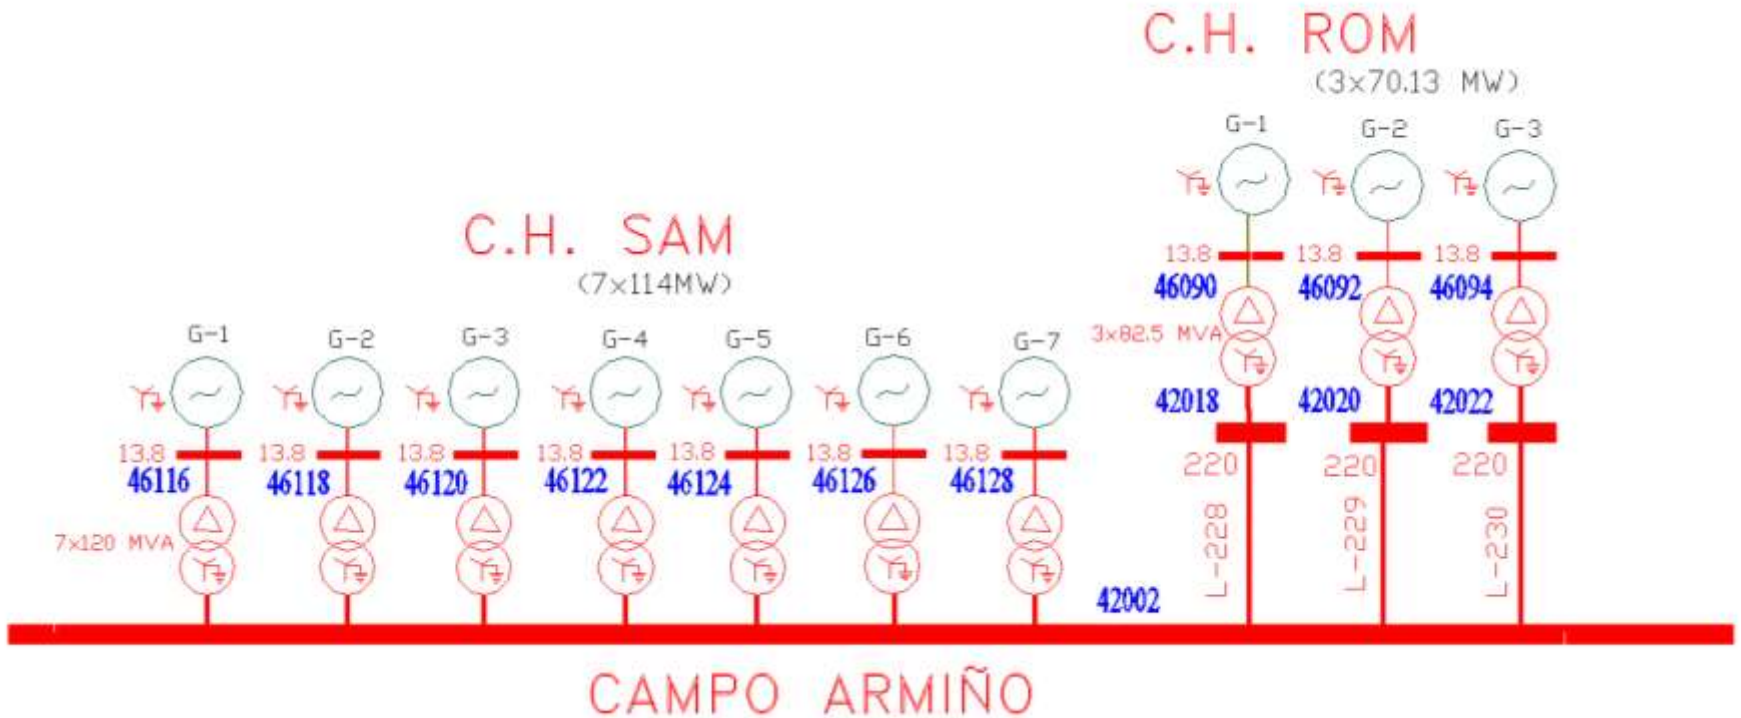 C.H. ROM
(3x70.13 MW)
G-1 G-2 G-3
13.8 13.8 13.8
46090 46092 46094
3x82.5 MVA
42018 42020 42022
220 220 220
L-228 L-229 L-230
C.H. SAM
(7x114MW)
G-1 G-2 G-3 G-4 G-5 G-6 G-7
13.8 13.8 13.8 13.8 13.8 13.8 13.8
46116 46118 46120 46122 46124 46126 46128
7x120 MVA
42002
CAMPO ARMIÑO